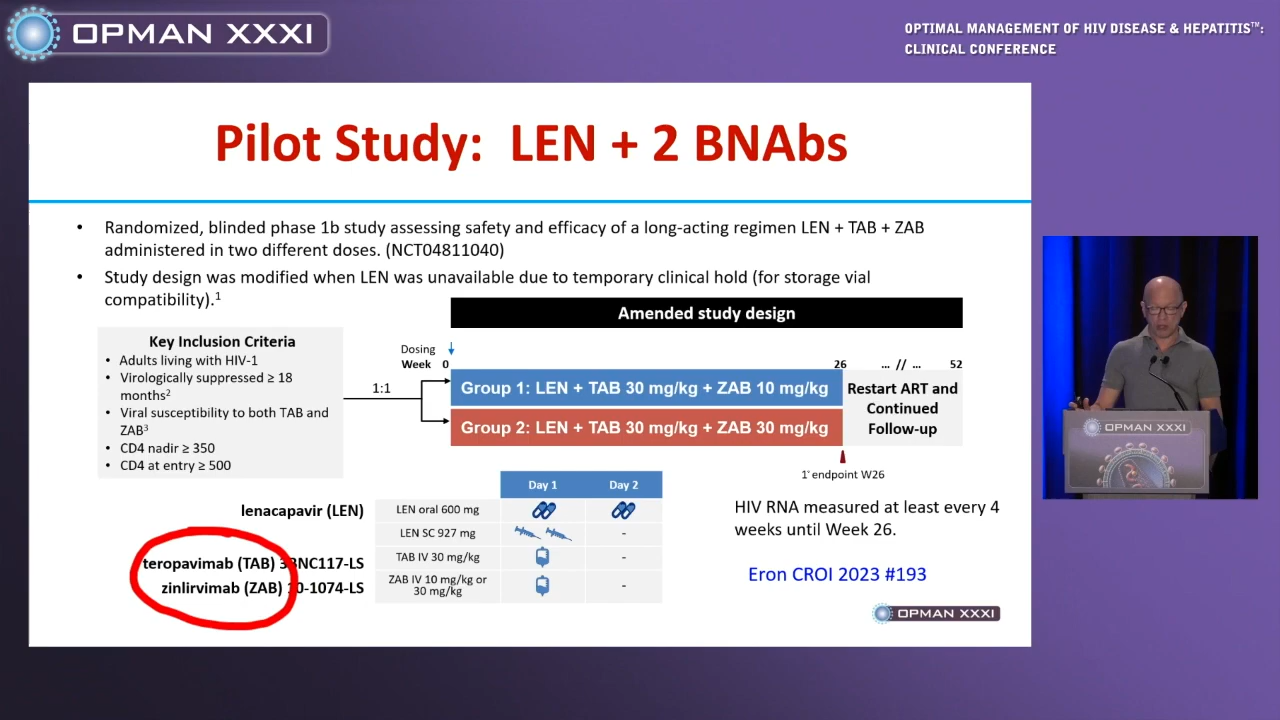 OPMAN XXXI
OPTIMAL MANAGEMENT OF HIV DISEASE & HEPATITIS™:
CLINICAL CONFERENCE
Pilot Study: LEN + 2 BNAbs
• Randomized, blinded phase 1b study assessing safety and efficacy of a long-acting regimen LEN + TAB + ZAB
administered in two different doses. (NCT04811040)
• Study design was modified when LEN was unavailable due to temporary clinical hold (for storage vial
compatibility).1
Amended study design
Key Inclusion Criteria
• Adults living with HIV-1
• Virologically suppressed ≥ 18
months2
• Viral susceptibility to both TAB and
ZAB3
• CD4 nadir ≥ 350
• CD4 at entry ≥ 500
1:1
Dosing
Week 0 26 ... // ... 52
Group 1: LEN + TAB 30 mg/kg + ZAB 10 mg/kg
Group 2: LEN + TAB 30 mg/kg + ZAB 30 mg/kg
Restart ART and
Continued
Follow-up
1° endpoint W26
Day 1 Day 2
lenacapavir (LEN) LEN oral 600 mg
LEN SC 927 mg -
teropavimab (TAB) 3BNC117-LS TAB IV 30 mg/kg -
zinlirvimab (ZAB) 10-1074-LS ZAB IV 10 mg/kg or
30 mg/kg -
HIV RNA measured at least every 4
weeks until Week 26.
Eron CROI 2023 #193
OPMAN XXXI
OPMAN XXXI